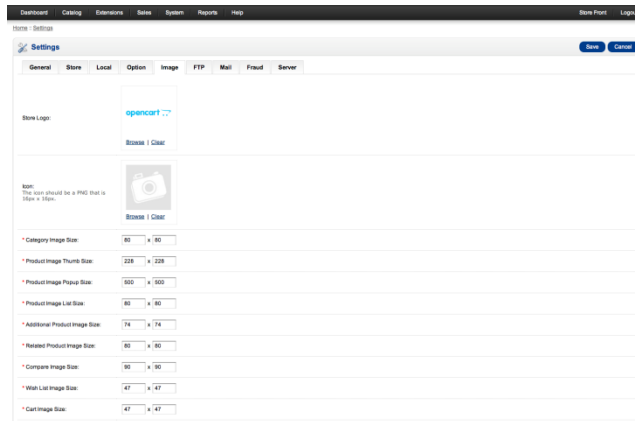 Dashboard Catalog Extensions Sales System Reports Help Store Front Logou
Home :: Settings
Settings Save Cancel
General Store Local Option Image FTP Mail Fraud Server
Store Logo:
opencart
Browse | Clear
Icon:
The icon should be a PNG that is
16px x 16px.
Browse | Clear
* Category Image Size: 80 x 80
* Product Image Thumb Size: 228 x 228
* Product Image Popup Size: 500 x 500
* Product Image List Size: 80 x 80
* Additional Product Image Size: 74 x 74
* Related Product Image Size: 80 x 80
* Compare Image Size: 90 x 90
* Wish List Image Size: 47 x 47
* Cart Image Size: 47 x 47